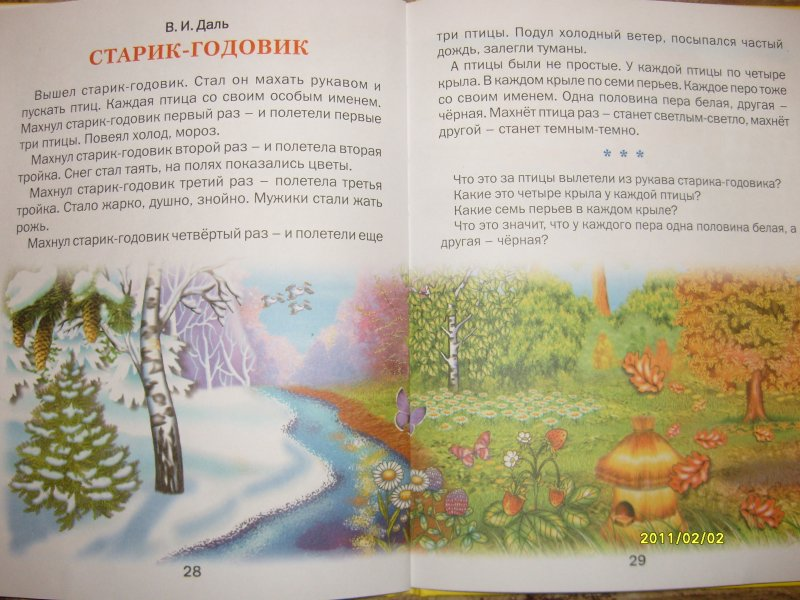 В. И. Даль
СТАРИК-ГОДОВИК
Вышел старик-годовик. Стал он махать рукавом и
пускать птиц. Каждая птица со своим особым именем.
Махнул старик-годовик первый раз – и полетели первые
три птицы. Повеял холод, мороз.
Махнул старик-годовик второй раз – и полетела вторая
тройка. Снег стал таять, на полях показались цветы.
Махнул старик-годовик третий раз – полетела третья
тройка. Стало жарко, душно, знойно. Мужики стали жать
рожь.
Махнул старик-годовик четвёртый раз – и полетели еще
28
три птицы. Подул холодный ветер, посыпался частый
дождь, залегли туманы.
А птицы были не простые. У каждой птицы по четыре
крыла. В каждом крыле по семи перьев. Каждое перо тоже
со своим именем. Одна половина пера белая, другая –
чёрная. Махнёт птица раз – станет светлым-светло, махнёт
другой – станет темным-темно.
* * *
Что это за птицы вылетели из рукава старика-годовика?
Какие это четыре крыла у каждой птицы?
Какие семь перьев в каждом крыле?
Что это значит, что у каждого пера одна половина белая, а
другая – чёрная?
29
2011/02/02